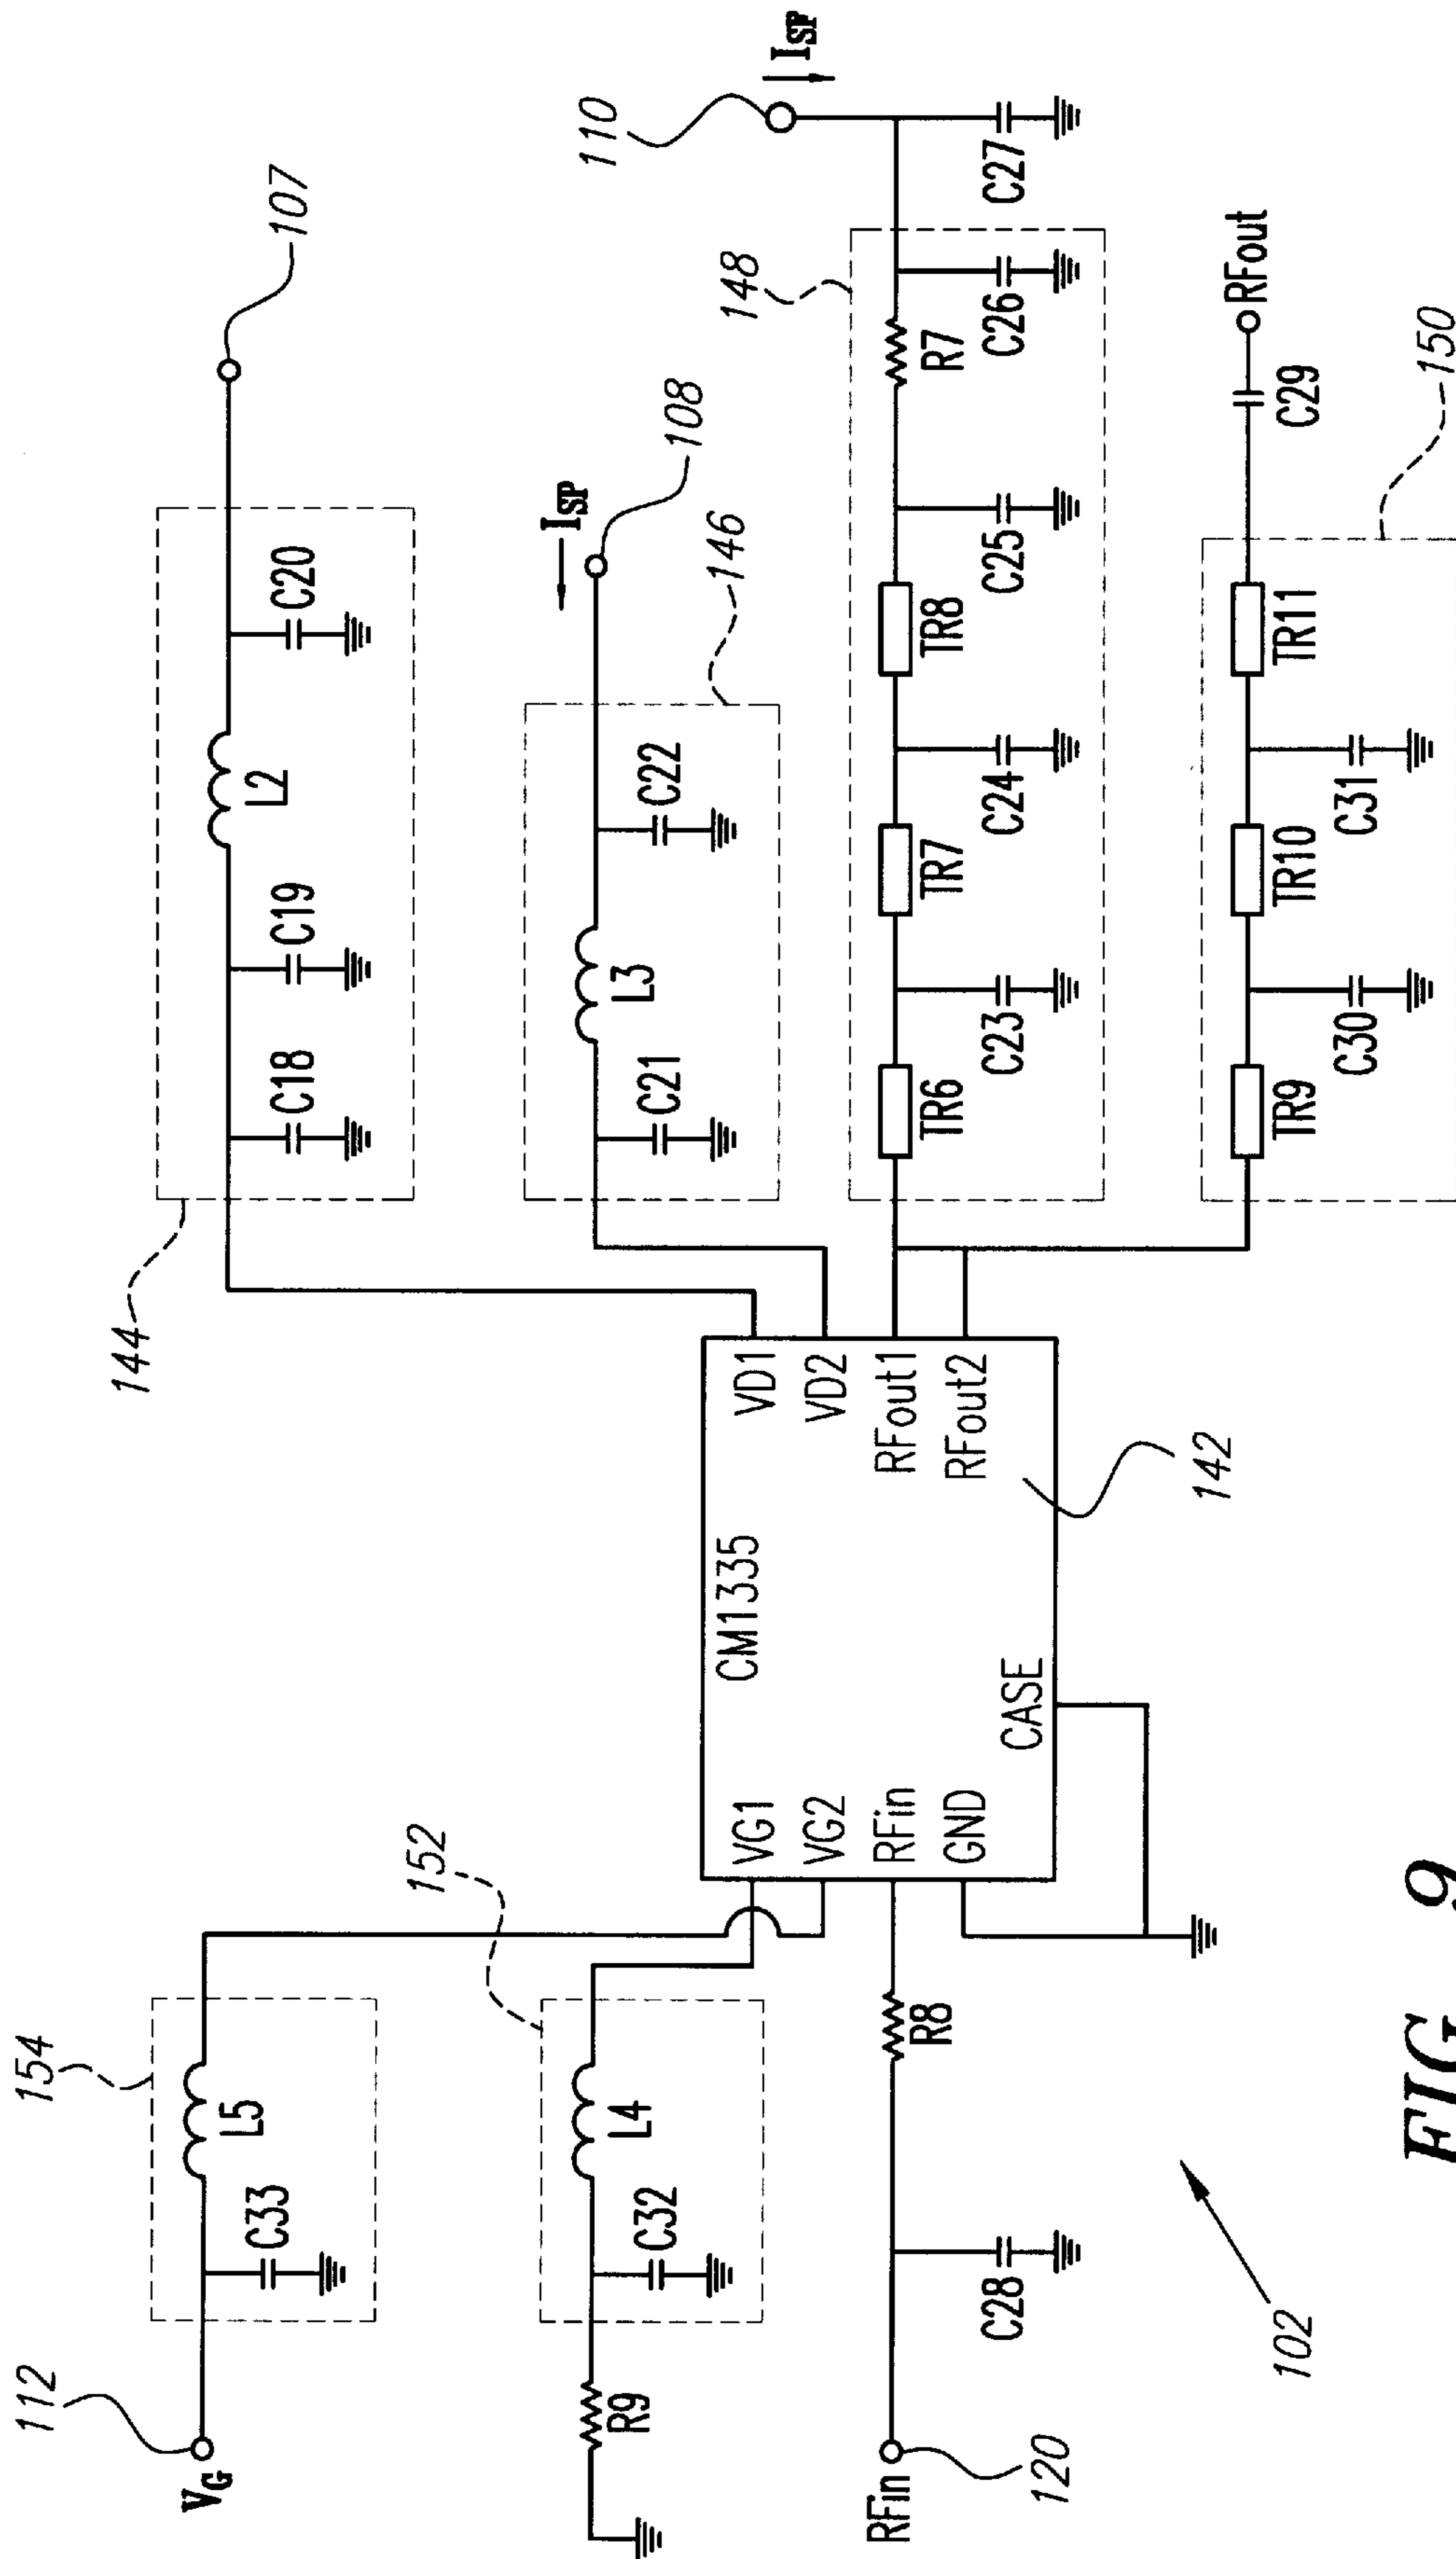 112
VG
154
L5
C33
152
L4
C32
R9
RFin
120
R8
C28
102
CM1335
VG1
VG2
RFin
GND
CASE
VD1
VD2
RFout1
RFout2
142
144
C18
C19
L2
C20
107
ISP
108
146
C21
L3
C22
110
ISP
148
TR6
C23
TR7
C24
TR8
C25
R7
C26
C27
150
TR9
C30
TR10
C31
TR11
C29
RFout
FIG. 9